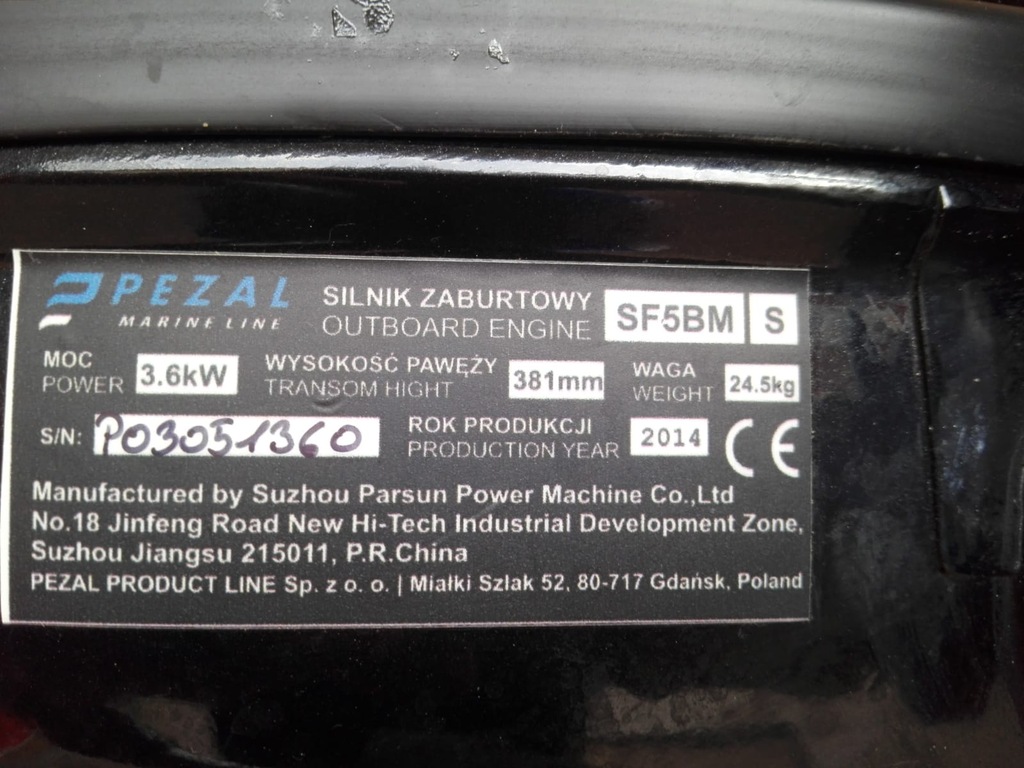 PEZAL
MARINE LINE
SILNIK ZABURTOWY
OUTBOARD ENGINE
SF5BM S
MOC
POWER
3.6kW
WYSOKOŚĆ PAWĘŻY
TRANSOM HIGHT
381mm
WAGA
WEIGHT
24.5kg
S/N: P03051360
ROK PRODUKCJI
PRODUCTION YEAR
2014
CE
Manufactured by Suzhou Parsun Power Machine Co.,Ltd
No.18 Jinfeng Road New Hi-Tech Industrial Development Zone,
Suzhou Jiangsu 215011, P.R.China
PEZAL PRODUCT LINE Sp. z o. o. | Miałki Szlak 52, 80-717 Gdańsk, Poland